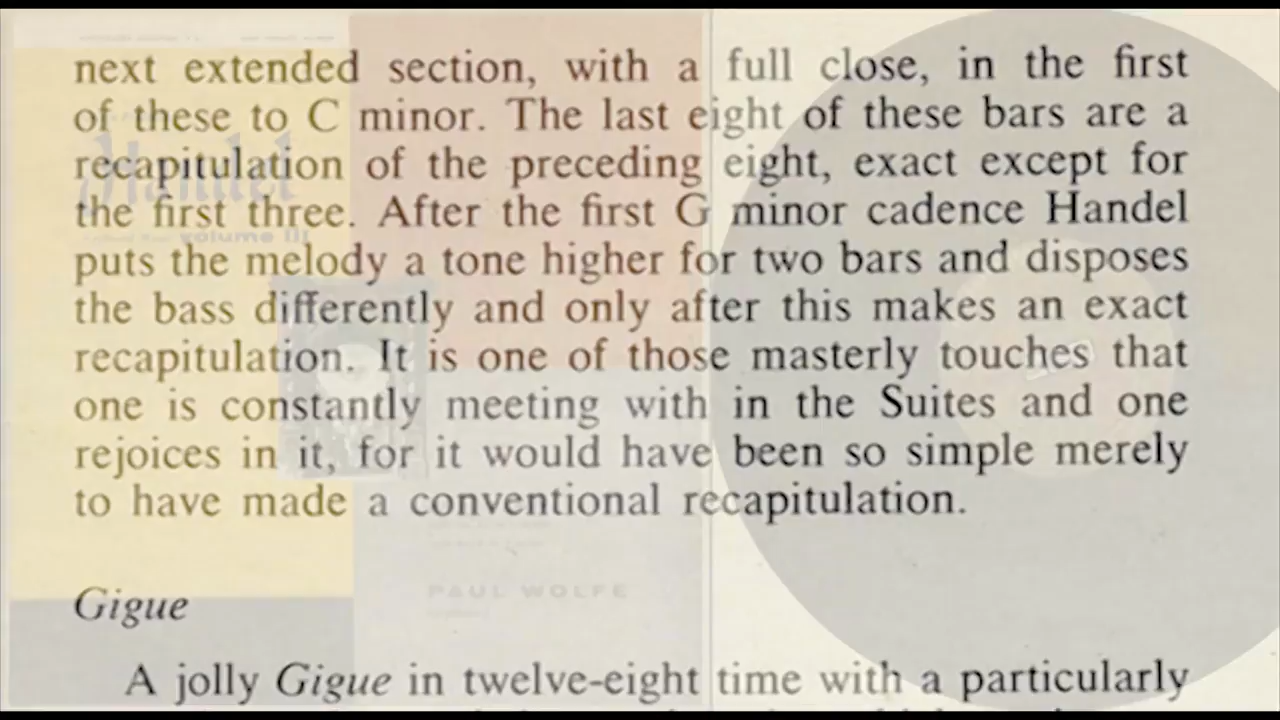 next extended section, with a full close, in the first
of these to C minor. The last eight of these bars are a
recapitulation of the preceding eight, exact except for
the first three. After the first G minor cadence Handel
puts the melody a tone higher for two bars and disposes
the bass differently and only after this makes an exact
recapitulation. It is one of those masterly touches that
one is constantly meeting with in the Suites and one
rejoices in it, for it would have been so simple merely
to have made a conventional recapitulation.
Gigue
A jolly Gigue in twelve-eight time with a particularly
Handel
volume III
PAUL WOLFE